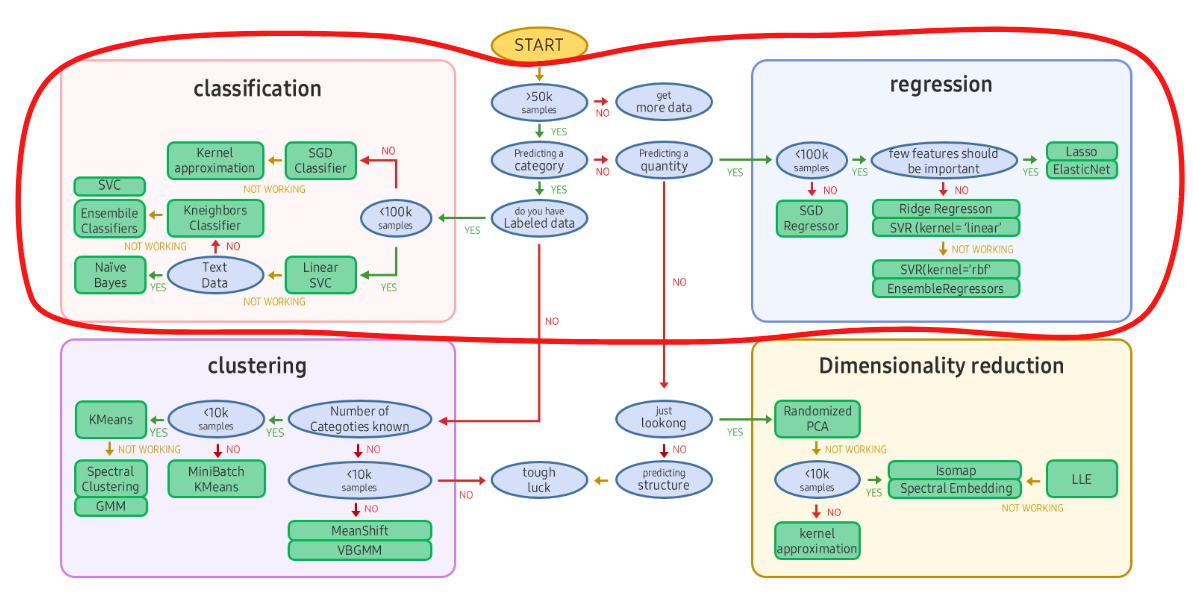 START
>50k
samples
NO
get
more data
YES
Predicting a
category
NO
Predicting a
quantity
YES
YES
do you have
Labeled data
YES
NO
NO
classification
Kernel
approximation
SGD
Classifier
NO
NOT WORKING
SVC
Ensembile
Classifiers
Kneighbors
Classifier
<100k
samples
NOT WORKING
NO
Naïve
Bayes
YES
Text
Data
Linear
SVC
YES
NOT WORKING
regression
<100k
samples
YES
few features should
be important
YES
Lasso
ElasticNet
NO
NO
SGD
Regressor
Ridge Regresson
SVR (kernel= 'linear'
NOT WORKING
SVR(kernel='rbf'
EnsembleRegressors
clustering
KMeans
YES
<10k
samples
YES
Number of
Categoties known
NOT WORKING
NO
NO
Spectral
Clustering
GMM
MiniBatch
KMeans
<10k
samples
NO
NO
MeanShift
VBGMM
tough
luck
just
lookong
YES
NO
predicting
structure
Dimensionality reduction
Randomized
PCA
NOT WORKING
<10k
samples
YES
Isomap
Spectral Embedding
LLE
NOT WORKING
NO
kernel
approximation